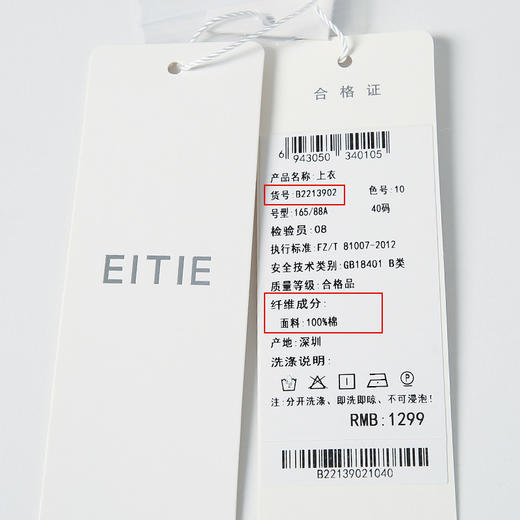 EITIE
合格证
6 943050 340105
产品名称:上衣
货号:B2213902 色号:10
号型:165/88A 40码
检验员:08
执行标准:FZ/T 81007-2012
安全技术类别:GB18401 B类
质量等级:合格品
纤维成分:
面料:100%棉
产地:深圳
洗涤说明:
注:分开洗涤、即洗即晾、不可浸泡!
RMB:1299
B22139021040